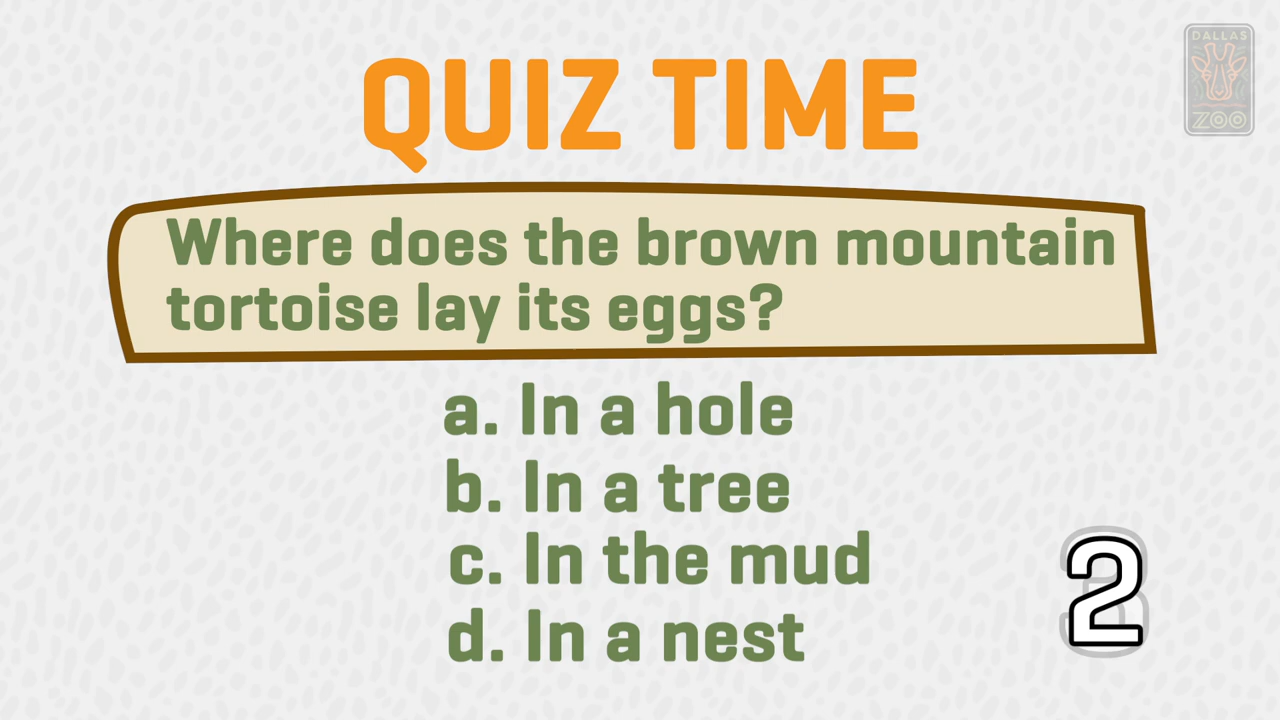 DALLAS
ZOO
QUIZ TIME
Where does the brown mountain
tortoise lay its eggs?
a. In a hole
b. In a tree
c. In the mud
d. In a nest
2